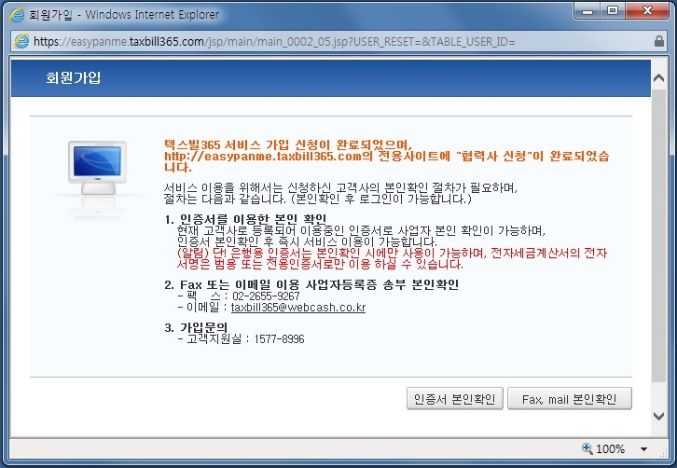 회원가입 - Windows Internet Explorer
https://easypanme.taxbill365.com/jsp/main/main_0002_05.jsp?USER_RESET=&TABLE_USER_ID=
회원가입
텍스빌365 서비스 가입 신청이 완료되었으며,
http://easypanme.taxbill365.com의 전용사이트에 "협력사 신청"이 완료되었습
니다.
서비스 이용을 위해서는 신청하신 고객사의 본인확인 절차가 필요하며,
절차는 다음과 같습니다. (본인확인 후 로그인이 가능합니다.)
1. 인증서를 이용한 본인 확인
현재 고객사로 등록되어 이용중인 인증서로 사업자 본인 확인이 가능하며,
인증서 본인확인 후 즉시 서비스 이용이 가능합니다.
(알림) 단! 은행용 인증서는 본인확인 시에만 사용이 가능하며, 전자세금계산서의 전자
서명은 범용 또는 전용인증서로만 이용 하실 수 있습니다.
2. Fax 또는 이메일 이용 사업자등록증 송부 본인확인
- 팩 스 : 02-2655-9267
- 이메일 : taxbill365@webcash.co.kr
3. 가입문의
- 고객지원실 : 1577-8996
인증서 본인확인
Fax, mail 본인확인
100%